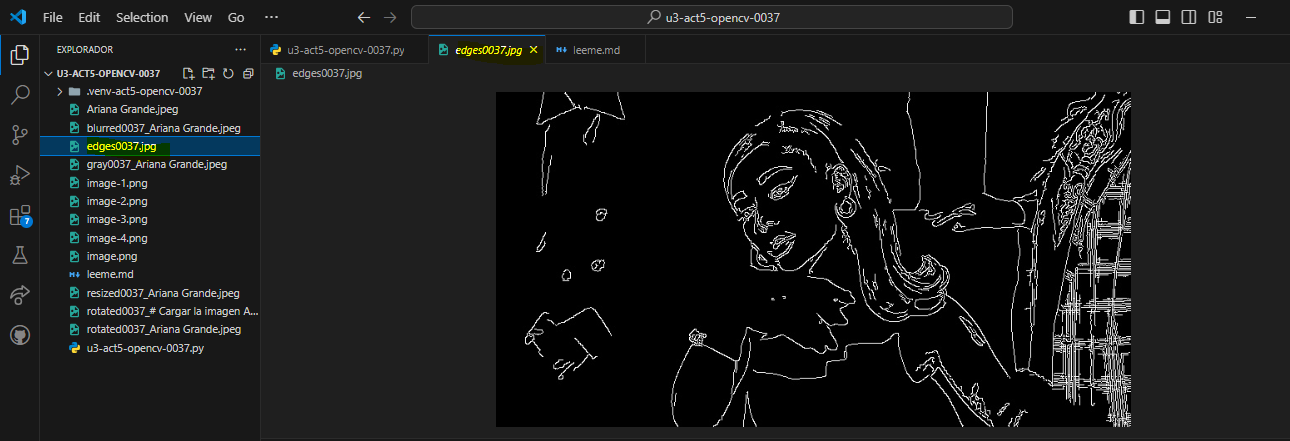 File Edit Selection View Go ··· u3-act5-opencv-0037
EXPLORADOR ···
U3-ACT5-OPENCV-0037
.venv-act5-opencv-0037
Ariana Grande.jpeg
blurred0037_Ariana Grande.jpeg
edges0037.jpg
gray0037_Ariana Grande.jpeg
image-1.png
image-2.png
image-3.png
image-4.png
image.png
leeme.md
resized0037_Ariana Grande.jpeg
rotated0037_# Cargar la imagen A...
rotated0037_Ariana Grande.jpeg
u3-act5-opencv-0037.py
7
u3-act5-opencv-0037.py edges0037.jpg leeme.md
edges0037.jpg